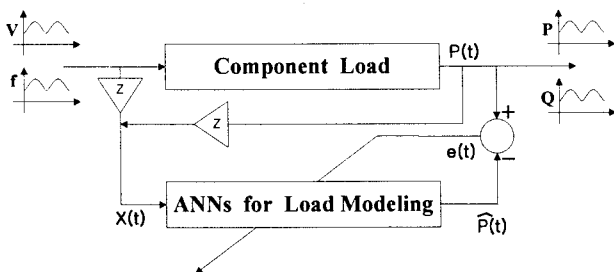 V
f
z
Component Load
P(t)
P
Q
z
+
−
e(t)
X(t)
ANNs for Load Modeling
P̂(t)